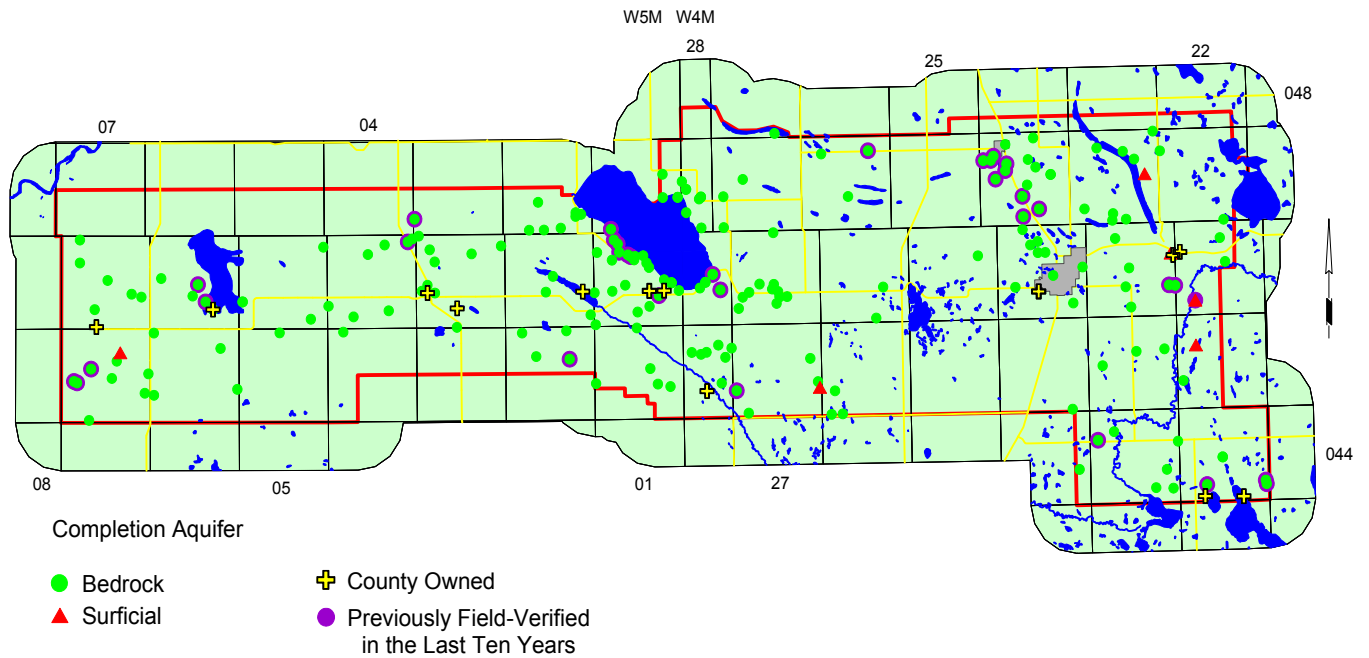 W5M W4M
28
25
22
048
07
04
044
08
05
01
27
Completion Aquifer
Bedrock
County Owned
Surficial
Previously Field-Verified
in the Last Ten Years